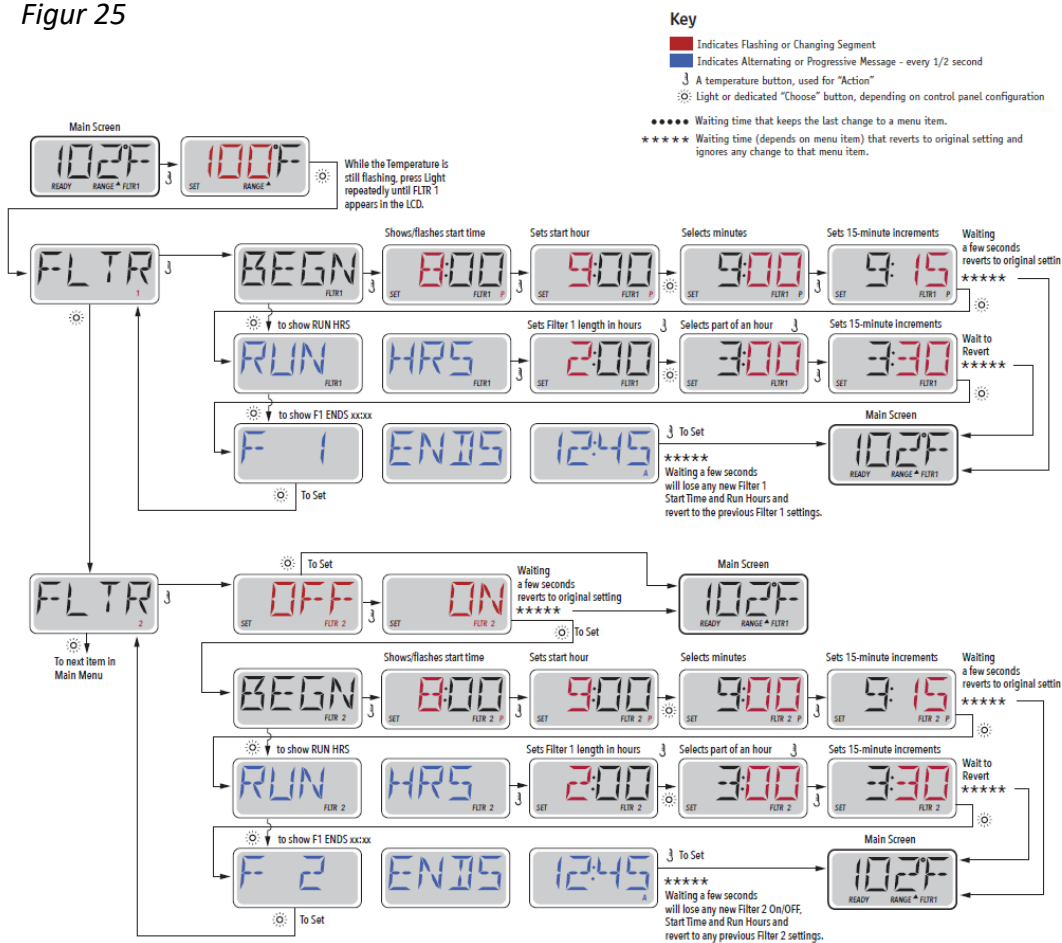 Figur 25
Key
Indicates Flashing or Changing Segment
Indicates Alternating or Progressive Message - every 1/2 second
A temperature button, used for “Action”
Light or dedicated “Choose” button, depending on control panel configuration
••••• Waiting time that keeps the last change to a menu item.
***** Waiting time (depends on menu item) that reverts to original setting and
ignores any change to that menu item.
Main Screen
102°F
READY RANGE FLTR1
100°F
SET RANGE
While the Temperature is
still flashing, press Light
repeatedly until FLTR 1
appears in the LCD.
FLTR
1
BEGN
FLTR1
Shows/flashes start time
8:00
SET FLTR1 P
Sets start hour
9:00
SET FLTR1 P
Selects minutes
9:00
SET FLTR1 P
Sets 15-minute increments
9:15
SET FLTR1 P
Waiting
a few seconds
reverts to original settin
*****
to show RUN HRS
RUN
FLTR1
HRS
FLTR1
Sets Filter 1 length in hours
2:00
SET FLTR1
Selects part of an hour
3:00
SET FLTR1
Sets 15-minute increments
3:30
SET FLTR1
Wait to
Revert
*****
to show F1 ENDS xx:xx
F 1
ENDS
12:45
A
To Set
To Set
*****
Waiting a few seconds
will lose any new Filter 1
Start Time and Run Hours and
revert to the previous Filter 1 settings.
Main Screen
102°F
READY RANGE FLTR1
FLTR
2
To next item in
Main Menu
To Set
OFF
SET FLTR 2
ON
SET FLTR 2
Waiting
a few seconds
reverts to original setting
*****
To Set
Main Screen
102°F
READY RANGE FLTR1
BEGN
FLTR 2
Shows/flashes start time
8:00
SET FLTR 2 P
Sets start hour
9:00
SET FLTR 2 P
Selects minutes
9:00
SET FLTR 2 P
Sets 15-minute increments
9:15
SET FLTR 2 P
Waiting
a few seconds
reverts to original settin
*****
to show RUN HRS
RUN
FLTR 2
HRS
FLTR 2
Sets Filter 1 length in hours
2:00
SET FLTR 2
Selects part of an hour
3:00
SET FLTR 2
Sets 15-minute increments
3:30
SET FLTR 2
Wait to
Revert
*****
to show F1 ENDS xx:xx
F 2
ENDS
12:45
A
To Set
To Set
*****
Waiting a few seconds
will lose any new Filter 2 On/OFF,
Start Time and Run Hours and
revert to any previous Filter 2 settings.
Main Screen
102°F
READY RANGE FLTR1